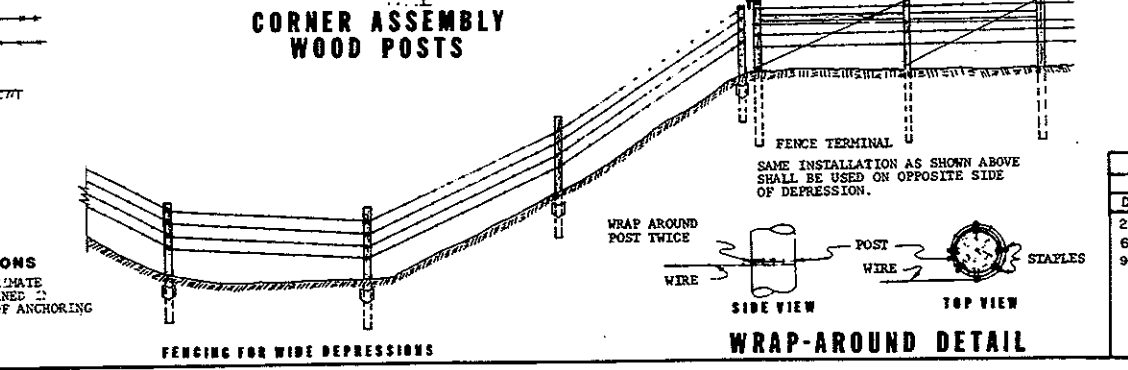 CORNER ASSEMBLY
WOOD POSTS
FENCE TERMINAL
SAME INSTALLATION AS SHOWN ABOVE
SHALL BE USED ON OPPOSITE SIDE
OF DEPRESSION.
WRAP AROUND
POST TWICE
WIRE
POST
WIRE
STAPLES
SIDE VIEW
TOP VIEW
WRAP-AROUND DETAIL
FENCING FOR WIDE DEPRESSIONS
ONS
F ANCHORING
D
2
6
9